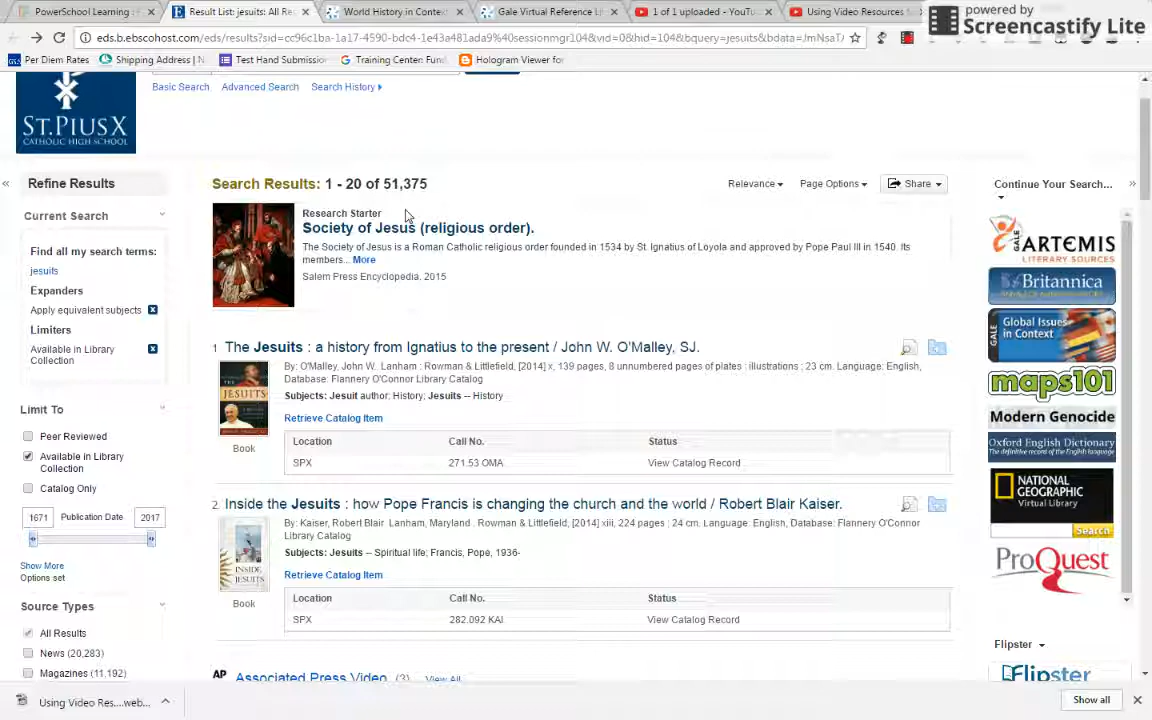 PowerSchool Learning :
Result List: jesuits: All Re
World History in Context
Gale Virtual Reference Li
1 of 1 uploaded - YouTu
Using Video Resources
powered by
Screencastify Lite
eds.b.ebscohost.com/eds/results?sid=cc96c1ba-1a17-4590-bdc4-1e43a481ada9%40sessionmgr104&vid=0&hid=104&bquery=jesuits&bdata=
Per Diem Rates
Shipping Address | N
Test Hand Submissio
Training Center: Fund
Hologram Viewer for
ST.PIUS X
CATHOLIC HIGH SCHOOL
Basic Search
Advanced Search
Search History
Refine Results
Current Search
Find all my search terms:
jesuits
Expanders
Apply equivalent subjects
Limiters
Available in Library
Collection
Limit To
Peer Reviewed
Available in Library
Collection
Catalog Only
1671
Publication Date
2017
Show More
Options set
Source Types
All Results
News (20,283)
Magazines (11,192)
Search Results: 1 - 20 of 51,375
Relevance
Page Options
Share
Research Starter
Society of Jesus (religious order).
The Society of Jesus is a Roman Catholic religious order founded in 1534 by St. Ignatius of Loyola and approved by Pope Paul III in 1540. Its
members... More
Salem Press Encyclopedia, 2015
1 The Jesuits : a history from Ignatius to the present / John W. O'Malley, SJ.
By: O'Malley, John W. Lanham : Rowman & Littlefield, [2014] x, 139 pages, 8 unnumbered pages of plates : illustrations ; 23 cm. Language: English,
Database: Flannery O'Connor Library Catalog
Subjects: Jesuit author; History; Jesuits -- History
Retrieve Catalog Item
THE
JESUITS
Book
Location Call No. Status
SPX 271.53 OMA View Catalog Record
2. Inside the Jesuits : how Pope Francis is changing the church and the world / Robert Blair Kaiser.
By: Kaiser, Robert Blair. Lanham, Maryland : Rowman & Littlefield, [2014] xiii, 224 pages ; 24 cm. Language: English, Database: Flannery O'Connor
Library Catalog
Subjects: Jesuits -- Spiritual life; Francis, Pope, 1936-
Retrieve Catalog Item
INSIDE
JESUITS
Book
Location Call No. Status
SPX 282.092 KAI View Catalog Record
AP Associated Press Video (3) View All
Continue Your Search...
GALE ARTEMIS
LITERARY SOURCES
Britannica
GALE
Global Issues
in Context
maps101
Modern Genocide
Oxford English Dictionary
The definitive record of the English language
NATIONAL
GEOGRAPHIC
Virtual Library
Search
ProQuest
Flipster
Flipster
Using Video Res....web...
Show all